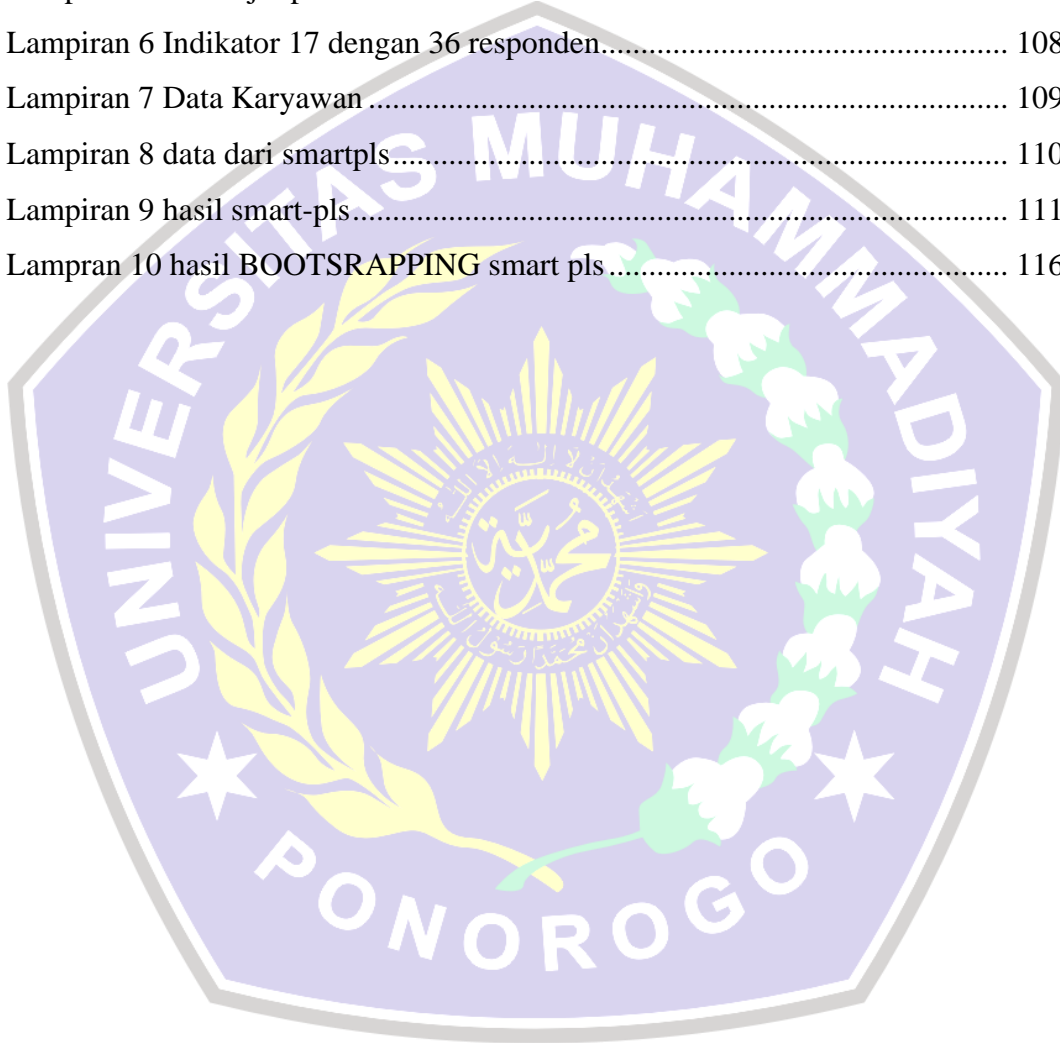 Lampiran 6 Indikator 17 dengan 36 responden.................................................... 108
Lampiran 7 Data Karyawan ................................................................................ 109
Lampiran 8 data dari smartpls............................................................................. 110
Lampiran 9 hasil smart-pls.................................................................................. 111
Lampran 10 hasil BOOTSRAPPING smart pls ................................................... 116
UNIVERSITAS MUHAMMADIYAH
PONOROGO
محمدية